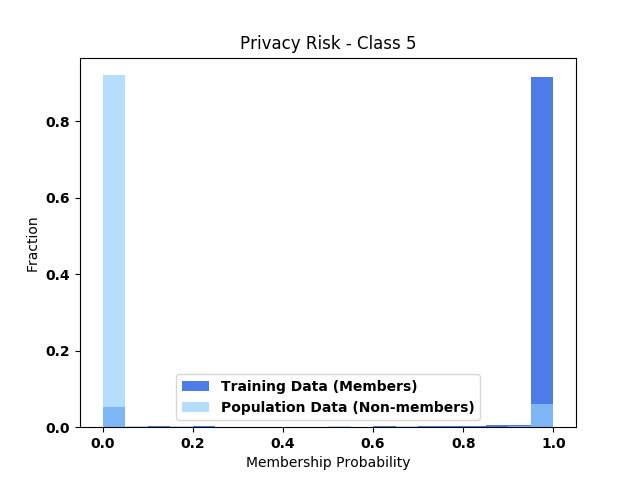 Privacy Risk - Class 5
Fraction
0.8
0.6
0.4
0.2
0.0
Training Data (Members)
Population Data (Non-members)
0.0 0.2 0.4 0.6 0.8 1.0
Membership Probability